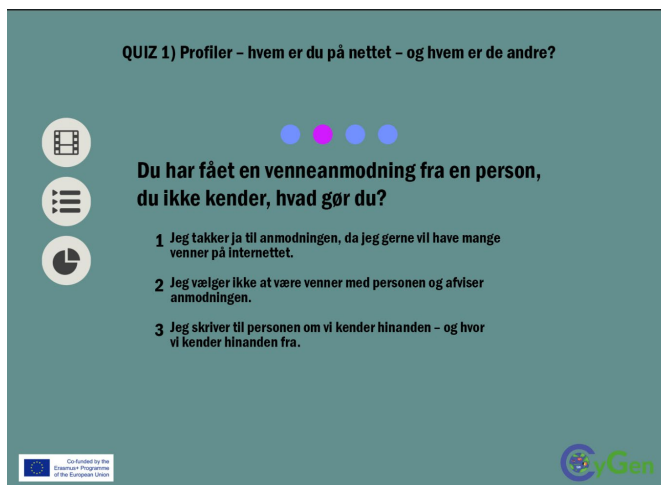 QUIZ 1) Profiler – hvem er du på nettet – og hvem er de andre?
Du har fået en venneanmodning fra en person,
du ikke kender, hvad gør du?
1 Jeg takker ja til anmodningen, da jeg gerne vil have mange
venner på internettet.
2 Jeg vælger ikke at være venner med personen og afviser
anmodningen.
3 Jeg skriver til personen om vi kender hinanden – og hvor
vi kender hinanden fra.
Co-funded by the
Erasmus+ Programme
of the European Union
CyGen